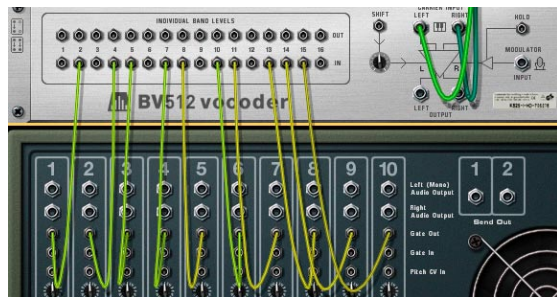 INDIVIDUAL BAND LEVELS
OUT
1 2 3 4 5 6 7 8 9 10 11 12 13 14 15 16
IN
SHIFT
CARRIER INPUT
LEFT RIGHT
HOLD
MODULATOR
INPUT
L R
LEFT RIGHT
OUTPUT
BV512 vocoder
1 2 3 4 5 6 7 8 9 10
Left (Mono)
Audio Output
Right
Audio Output
Gate Out
Gate In
Pitch CV In
1 2
Send Out